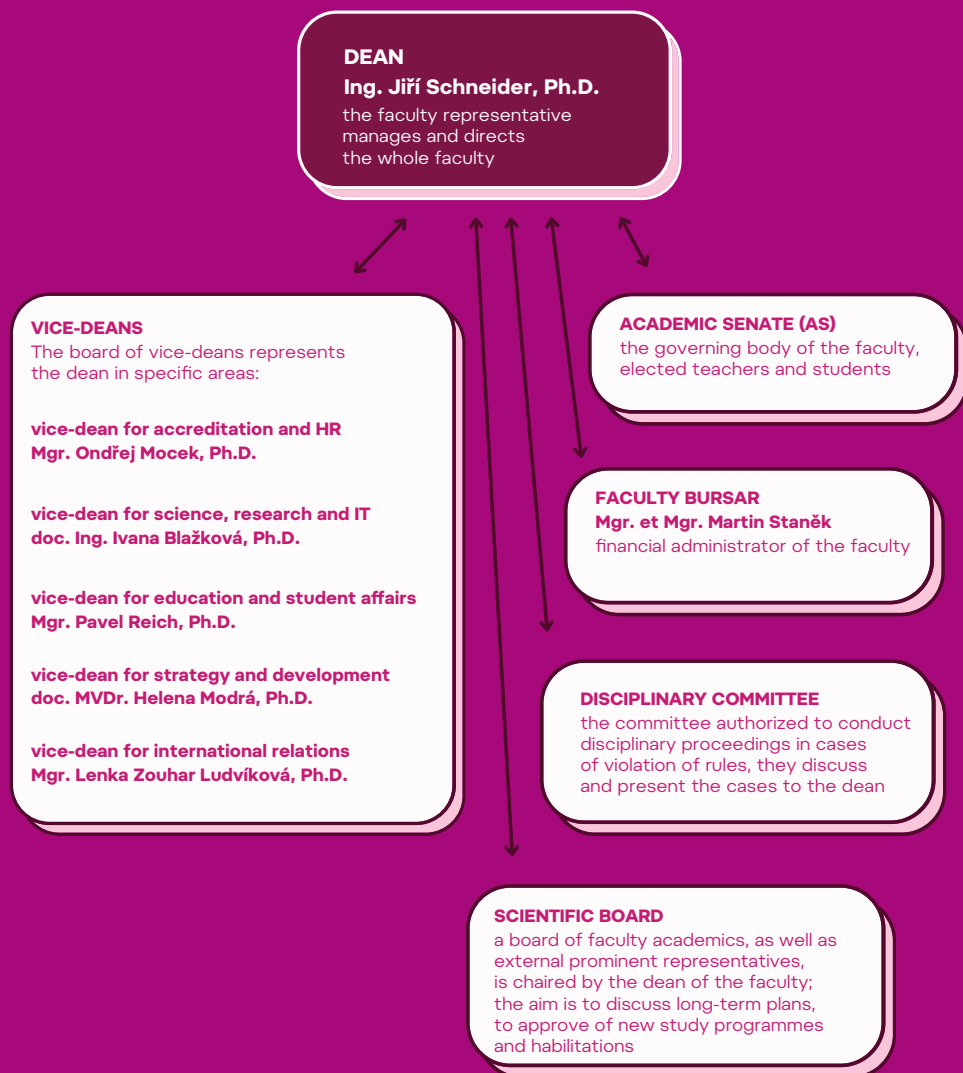 DEAN
Ing. Jiří Schneider, Ph.D.
the faculty representative
manages and directs
the whole faculty
VICE-DEANS
The board of vice-deans represents
the dean in specific areas:
vice-dean for accreditation and HR
Mgr. Ondřej Mocek, Ph.D.
vice-dean for science, research and IT
doc. Ing. Ivana Blažková, Ph.D.
vice-dean for education and student affairs
Mgr. Pavel Reich, Ph.D.
vice-dean for strategy and development
doc. MVDr. Helena Modrá, Ph.D.
vice-dean for international relations
Mgr. Lenka Zouhar Ludvíková, Ph.D.
ACADEMIC SENATE (AS)
the governing body of the faculty,
elected teachers and students
FACULTY BURSAR
Mgr. et Mgr. Martin Staněk
financial administrator of the faculty
DISCIPLINARY COMMITTEE
the committee authorized to conduct
disciplinary proceedings in cases
of violation of rules, they discuss
and present the cases to the dean
SCIENTIFIC BOARD
a board of faculty academics, as well as
external prominent representatives,
is chaired by the dean of the faculty;
the aim is to discuss long-term plans,
to approve of new study programmes
and habilitations